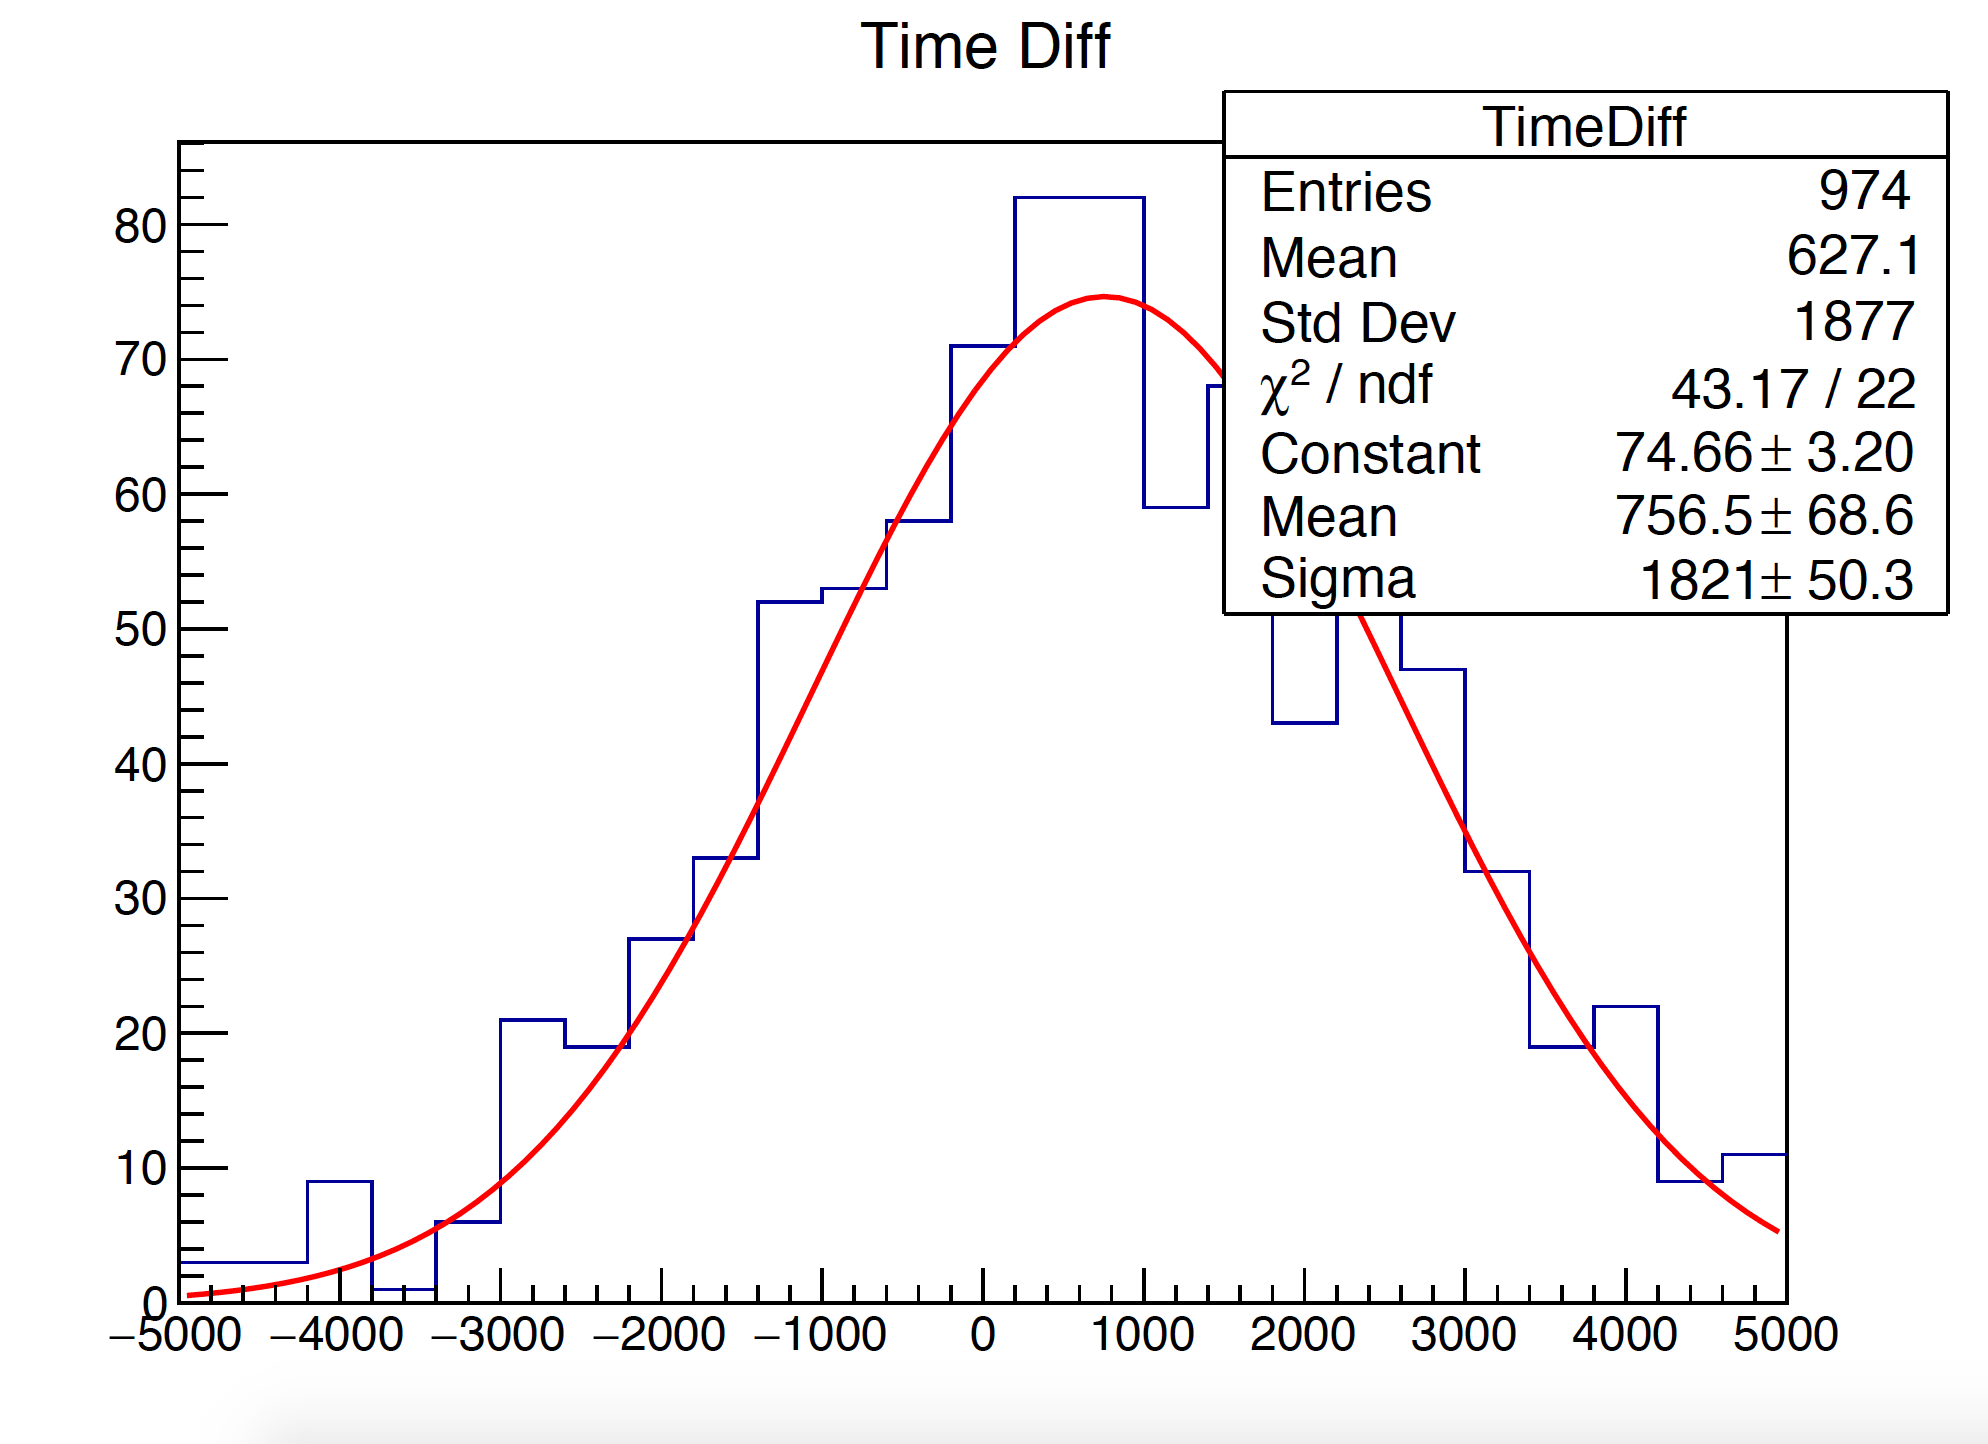 Time Diff
TimeDiff
Entries 974
Mean 627.1
Std Dev 1877
χ² / ndf 43.17 / 22
Constant 74.66 ± 3.20
Mean 756.5 ± 68.6
Sigma 1821 ± 50.3
80
70
60
50
40
30
20
10
0
−5000 −4000 −3000 −2000 −1000 0 1000 2000 3000 4000 5000